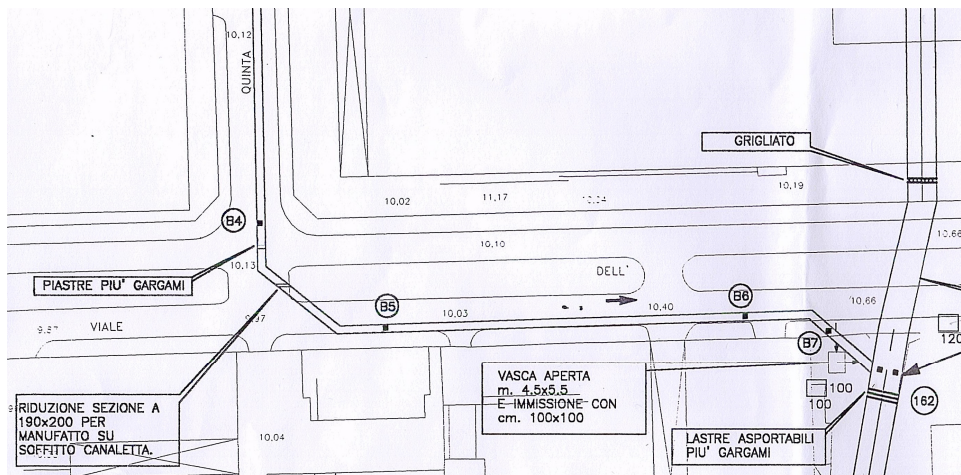 10,12
QUINTA
GRIGLIATO
10,19
10,02
11,17
B4
10,10
10,66
10,13
DELL'
PIASTRE PIU' GARGAMI
B5
B6
10,03
10,40
10,66
VIALE
9,97
B7
120
VASCA APERTA
m. 4.5x5.5
E IMMISSIONE CON
cm. 100x100
100
100
162
RIDUZIONE SEZIONE A
190x200 PER
MANUFATTO SU
SOFFITTO CANALETTA.
10,04
LASTRE ASPORTABILI
PIU' GARGAMI